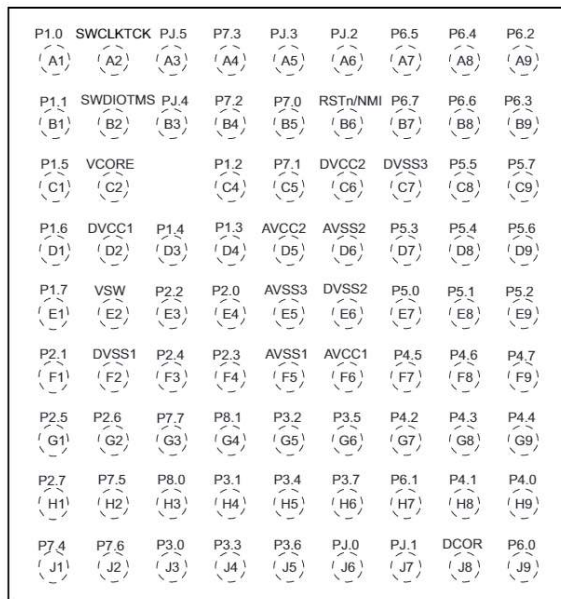 P1.0 SWCLKTCK PJ.5 P7.3 PJ.3 PJ.2 P6.5 P6.4 P6.2
A1 A2 A3 A4 A5 A6 A7 A8 A9
P1.1 SWDIOTMS PJ.4 P7.2 P7.0 RSTn/NMI P6.7 P6.6 P6.3
B1 B2 B3 B4 B5 B6 B7 B8 B9
P1.5 VCORE P1.2 P7.1 DVCC2 DVSS3 P5.5 P5.7
C1 C2 C4 C5 C6 C7 C8 C9
P1.6 DVCC1 P1.4 P1.3 AVCC2 AVSS2 P5.3 P5.4 P5.6
D1 D2 D3 D4 D5 D6 D7 D8 D9
P1.7 VSW P2.2 P2.0 AVSS3 DVSS2 P5.0 P5.1 P5.2
E1 E2 E3 E4 E5 E6 E7 E8 E9
P2.1 DVSS1 P2.4 P2.3 AVSS1 AVCC1 P4.5 P4.6 P4.7
F1 F2 F3 F4 F5 F6 F7 F8 F9
P2.5 P2.6 P7.7 P8.1 P3.2 P3.5 P4.2 P4.3 P4.4
G1 G2 G3 G4 G5 G6 G7 G8 G9
P2.7 P7.5 P8.0 P3.1 P3.4 P3.7 P6.1 P4.1 P4.0
H1 H2 H3 H4 H5 H6 H7 H8 H9
P7.4 P7.6 P3.0 P3.3 P3.6 PJ.0 PJ.1 DCOR P6.0
J1 J2 J3 J4 J5 J6 J7 J8 J9